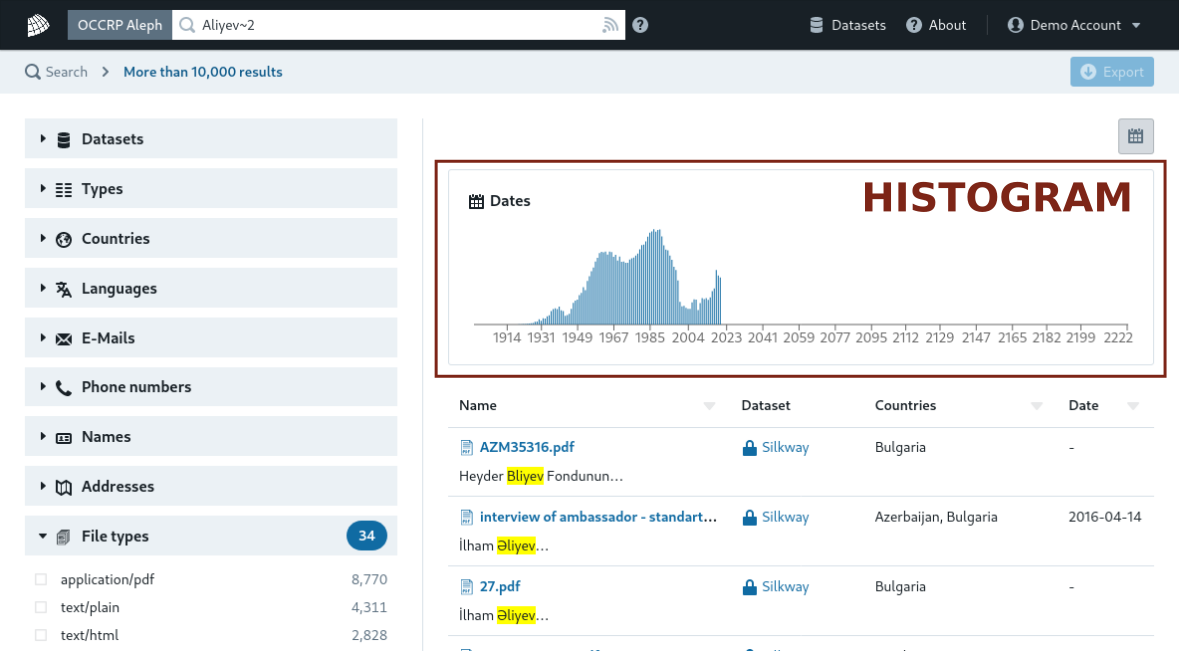 OCCRP Aleph Aliyev~2 Datasets About Demo Account
Search More than 10,000 results Export
Datasets
Types
Countries
Languages
E-Mails
Phone numbers
Names
Addresses
File types 34
application/pdf 8,770
text/plain 4,311
text/html 2,828
Dates HISTOGRAM
1914 1931 1949 1967 1985 2004 2023 2041 2059 2077 2095 2112 2129 2147 2165 2182 2199 2222
Name Dataset Countries Date
AZM35316.pdf Silkway Bulgaria -
Heyder Bliyev Fondunun...
interview of ambassador - standart... Silkway Azerbaijan, Bulgaria 2016-04-14
İlham Əliyev...
27.pdf Silkway Bulgaria -
İlham Əliyev...